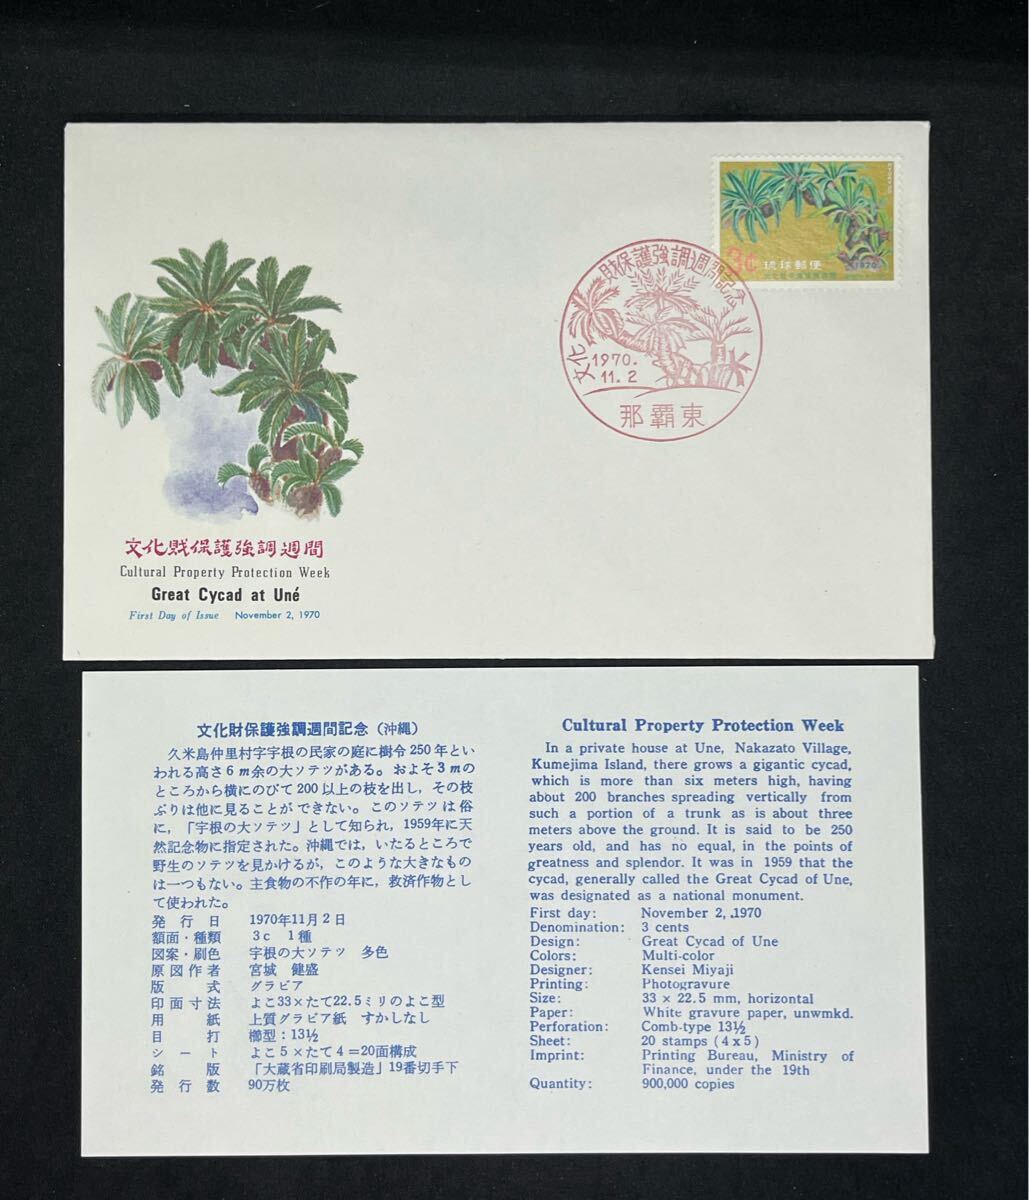 琉球郵便
1970
3¢
文化財保護強調週間記念
1970.
11.2
那覇東
文化財保護強調週間
Cultural Property Protection Week
Great Cycad at Uné
First Day of Issue November 2, 1970
文化財保護強調週間記念（沖縄）
久米島仲里村字宇根の民家の庭に樹令250年とい
われる高さ6m余の大ソテツがある。およそ3mの
ところから横にのびて200以上の枝を出し，その枝
ぶりは他に見ることができない。このソテツは俗
に，「宇根の大ソテツ」として知られ，1959年に天
然記念物に指定された。沖縄では，いたるところで
野生のソテツを見かけるが，このような大きなもの
は一つもない。主食物の不作の年に，救済作物とし
て使われた。
発行日 1970年11月2日
額面・種類 3c 1種
図案・刷色 宇根の大ソテツ 多色
原図作者 宮城 健盛
版式 グラビア
印面寸法 よこ33×たて22.5ミリのよこ型
用紙 上質グラビア紙 すかしなし
目打 櫛型：13½
シート よこ5×たて4＝20面構成
銘版 「大蔵省印刷局製造」19番切手下
発行数 90万枚
Cultural Property Protection Week
In a private house at Une, Nakazato Village,
Kumejima Island, there grows a gigantic cycad,
which is more than six meters high, having
about 200 branches spreading vertically from
such a portion of a trunk as is about three
meters above the ground. It is said to be 250
years old, and has no equal, in the points of
greatness and splendor. It was in 1959 that the
cycad, generally called the Great Cycad of Une,
was designated as a national monument.
First day: November 2, .1970
Denomination: 3 cents
Design: Great Cycad of Une
Colors: Multi-color
Designer: Kensei Miyaji
Printing: Photogravure
Size: 33 × 22.5 mm, horizontal
Paper: White gravure paper, unwmkd.
Perforation: Comb-type 13½
Sheet: 20 stamps (4 x 5)
Imprint: Printing Bureau, Ministry of
Finance, under the 19th
Quantity: 900,000 copies